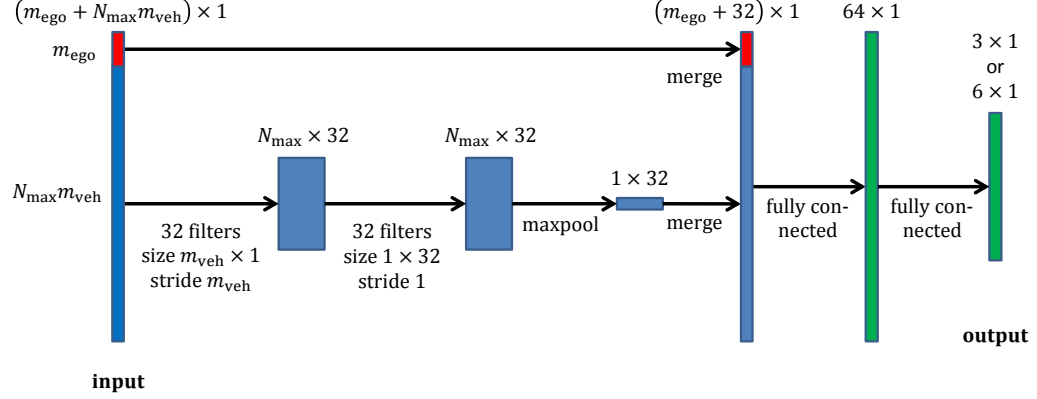 (m_ego + N_max m_veh) × 1
(m_ego + 32) × 1
64 × 1
m_ego
merge
3 × 1
or
6 × 1
N_max × 32
N_max × 32
1 × 32
N_max m_veh
maxpool
merge
fully con-
nected
fully con-
nected
32 filters
size m_veh × 1
stride m_veh
32 filters
size 1 × 32
stride 1
output
input